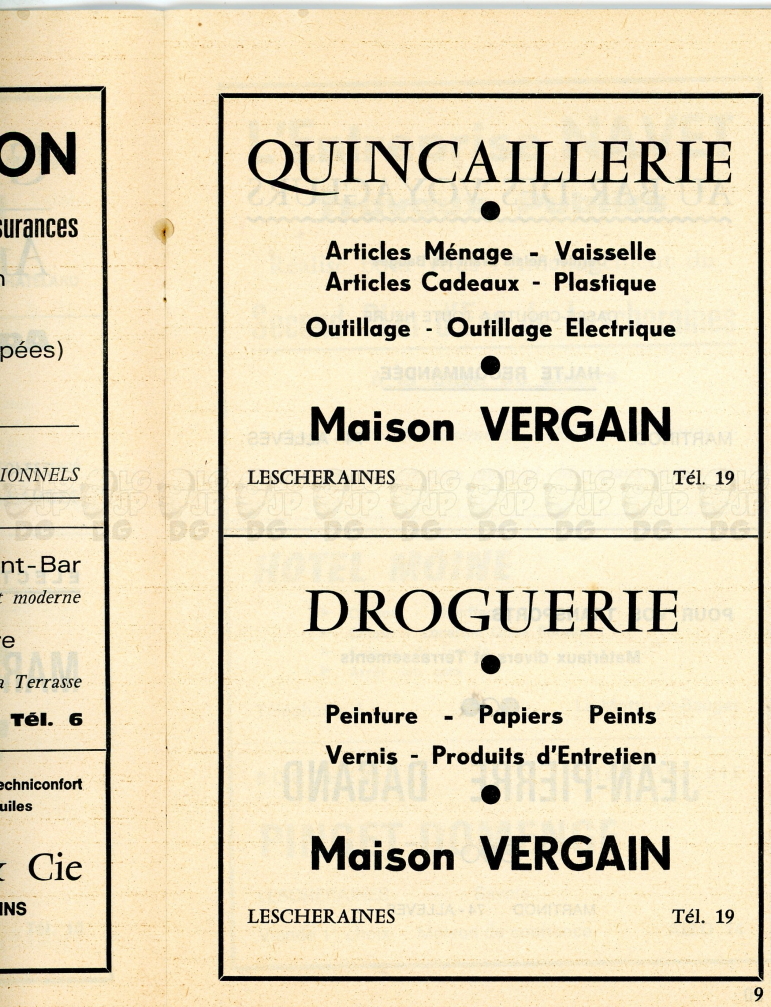 ON
surances
n
pées)
IONNELS
nt-Bar
t moderne
re
a Terrasse
Tél. 6
echniconfort
uiles
& Cie
INS
QUINCAILLERIE
Articles Ménage - Vaisselle
Articles Cadeaux - Plastique
Outillage - Outillage Electrique
Maison VERGAIN
LESCHERAINES Tél. 19
DROGUERIE
Peinture - Papiers Peints
Vernis - Produits d'Entretien
Maison VERGAIN
LESCHERAINES Tél. 19
9